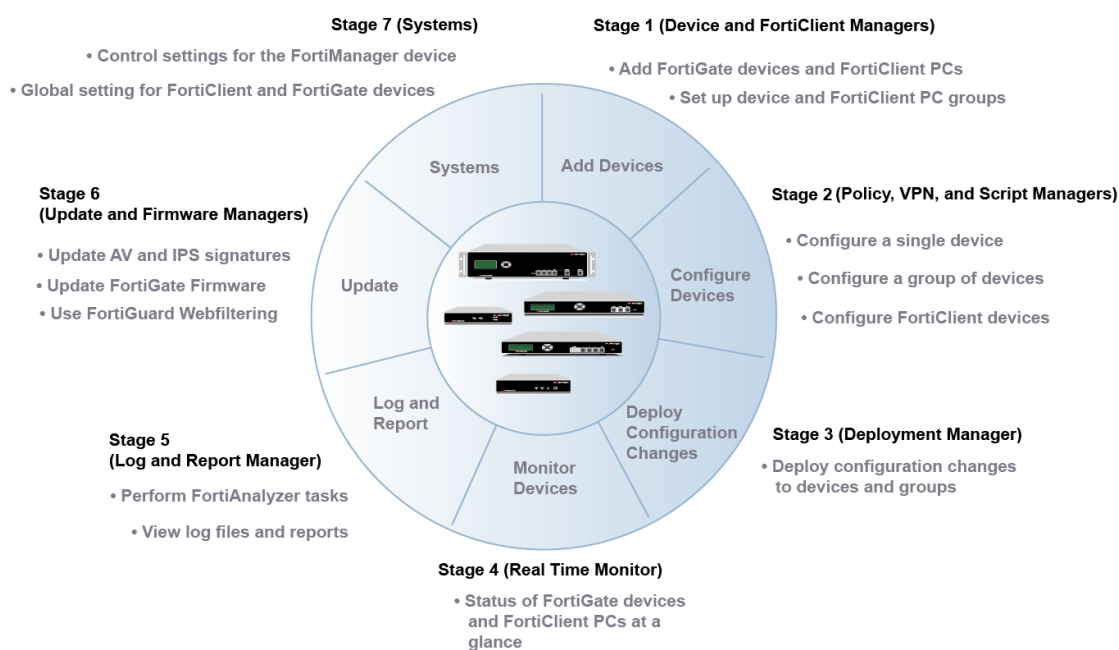 Stage 7 (Systems)
• Control settings for the FortiManager device
• Global setting for FortiClient and FortiGate devices
Stage 1 (Device and FortiClient Managers)
• Add FortiGate devices and FortiClient PCs
• Set up device and FortiClient PC groups
Systems
Add Devices
Stage 6
(Update and Firmware Managers)
• Update AV and IPS signatures
• Update FortiGate Firmware
• Use FortiGuard Webfiltering
Update
Configure
Devices
Stage 2 (Policy, VPN, and Script Managers)
• Configure a single device
• Configure a group of devices
• Configure FortiClient devices
Log and
Report
Deploy
Configuration
Changes
Monitor
Devices
Stage 5
(Log and Report Manager)
• Perform FortiAnalyzer tasks
• View log files and reports
Stage 3 (Deployment Manager)
• Deploy configuration changes
to devices and groups
Stage 4 (Real Time Monitor)
• Status of FortiGate devices
and FortiClient PCs at a
glance